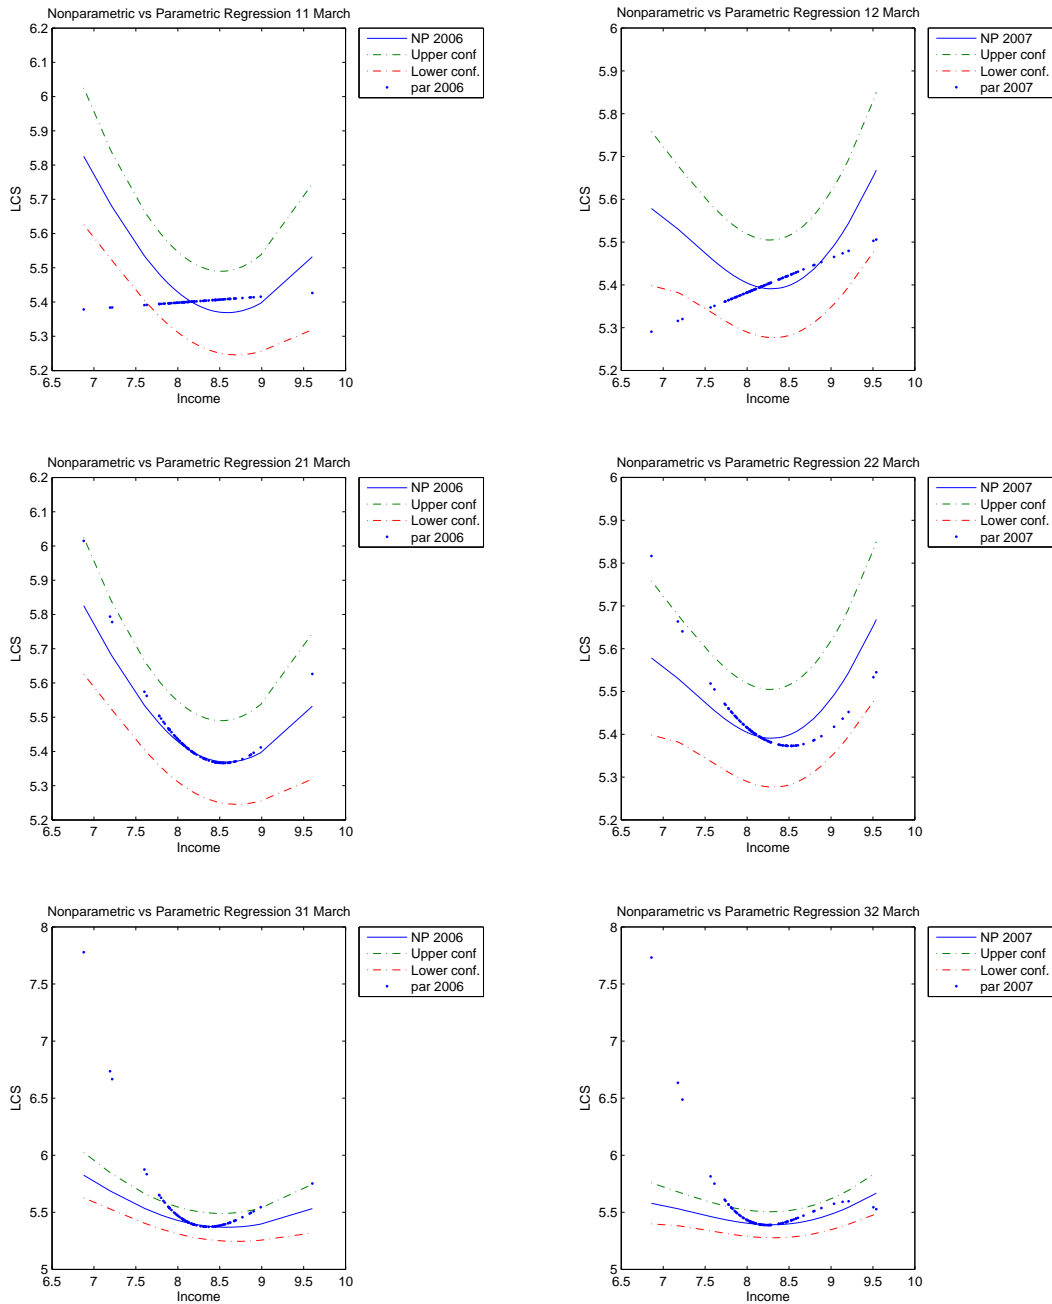 Nonparametric vs Parametric Regression 11 March
6.2
6.1
6
5.9
5.8
5.7
5.6
5.5
5.4
5.3
5.2
LCS
6.5 7 7.5 8 8.5 9 9.5 10
Income
NP 2006
Upper conf
Lower conf.
par 2006
Nonparametric vs Parametric Regression 12 March
6
5.9
5.8
5.7
5.6
5.5
5.4
5.3
5.2
LCS
6.5 7 7.5 8 8.5 9 9.5 10
Income
NP 2007
Upper conf
Lower conf.
par 2007
Nonparametric vs Parametric Regression 21 March
6.2
6.1
6
5.9
5.8
5.7
5.6
5.5
5.4
5.3
5.2
LCS
6.5 7 7.5 8 8.5 9 9.5 10
Income
NP 2006
Upper conf
Lower conf.
par 2006
Nonparametric vs Parametric Regression 22 March
6
5.9
5.8
5.7
5.6
5.5
5.4
5.3
5.2
LCS
6.5 7 7.5 8 8.5 9 9.5 10
Income
NP 2007
Upper conf
Lower conf.
par 2007
Nonparametric vs Parametric Regression 31 March
8
7.5
7
6.5
6
5.5
5
LCS
6.5 7 7.5 8 8.5 9 9.5 10
Income
NP 2006
Upper conf
Lower conf.
par 2006
Nonparametric vs Parametric Regression 32 March
8
7.5
7
6.5
6
5.5
5
LCS
6.5 7 7.5 8 8.5 9 9.5 10
Income
NP 2007
Upper conf
Lower conf.
par 2007